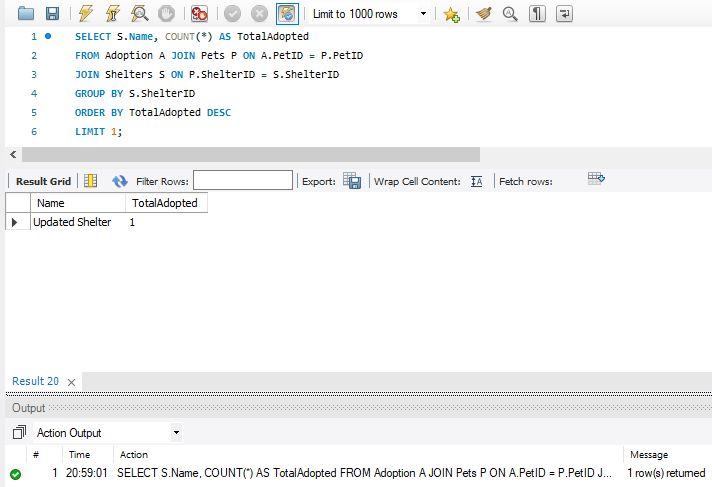 Limit to 1000 rows
1 SELECT S.Name, COUNT(*) AS TotalAdopted
2 FROM Adoption A JOIN Pets P ON A.PetID = P.PetID
3 JOIN Shelters S ON P.ShelterID = S.ShelterID
4 GROUP BY S.ShelterID
5 ORDER BY TotalAdopted DESC
6 LIMIT 1;
Result Grid Filter Rows: Export: Wrap Cell Content: IA Fetch rows:
Name TotalAdopted
Updated Shelter 1
Result 20
Output
Action Output
# Time Action Message
1 20:59:01 SELECT S.Name, COUNT(*) AS TotalAdopted FROM Adoption A JOIN Pets P ON A.PetID = P.PetID J... 1 row(s) returned